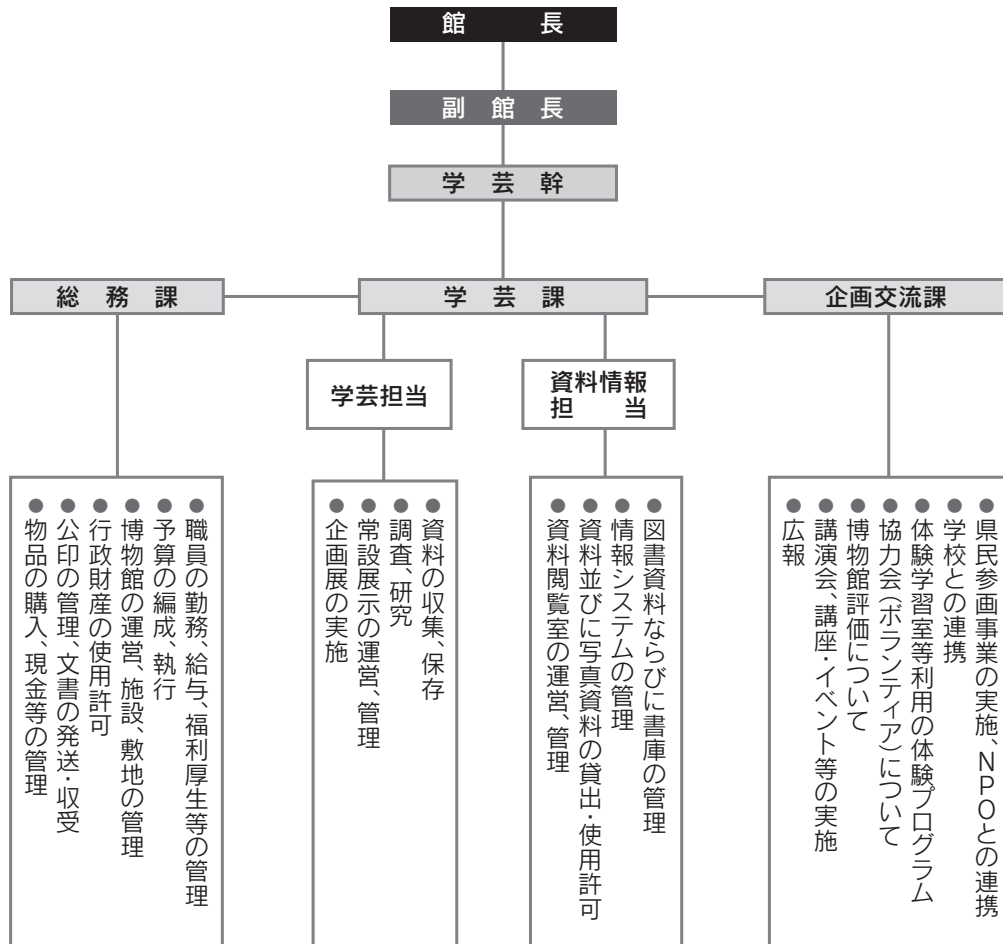 館長
副館長
学芸幹
総務課
学芸課
企画交流課
学芸担当
資料情報
担当
●職員の勤務、給与、福利厚生等の管理
●予算の編成、執行
●博物館の運営、施設、敷地の管理
●行政財産の使用許可
●公印の管理、文書の発送・収受
●物品の購入、現金等の管理
●資料の収集、保存
●調査、研究
●常設展示の運営、管理
●企画展の実施
●図書資料ならびに書庫の管理
●情報システムの管理
●資料並びに写真資料の貸出・使用許可
●資料閲覧室の運営、管理
●県民参画事業の実施、NPOとの連携
●学校との連携
●体験学習室等利用の体験プログラム
●協力会(ボランティア)について
●博物館評価について
●講演会、講座・イベント等の実施
●広報